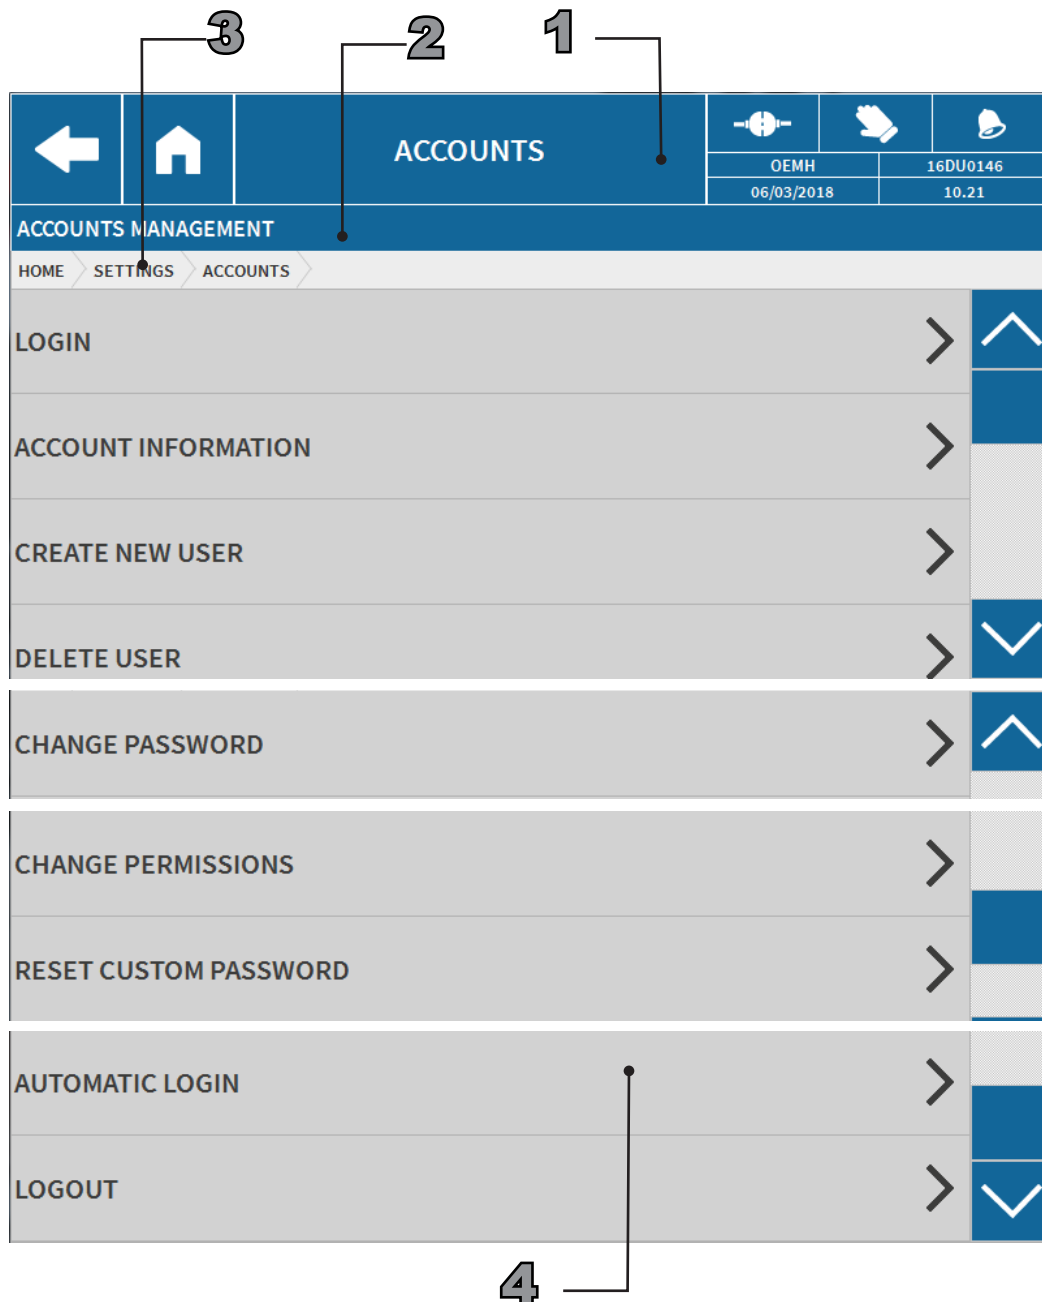 3 2 1
ACCOUNTS
OEMH 16DU0146
06/03/2018 10.21
ACCOUNTS MANAGEMENT
HOME SETTINGS ACCOUNTS
LOGIN
ACCOUNT INFORMATION
CREATE NEW USER
DELETE USER
CHANGE PASSWORD
CHANGE PERMISSIONS
RESET CUSTOM PASSWORD
AUTOMATIC LOGIN
LOGOUT
4